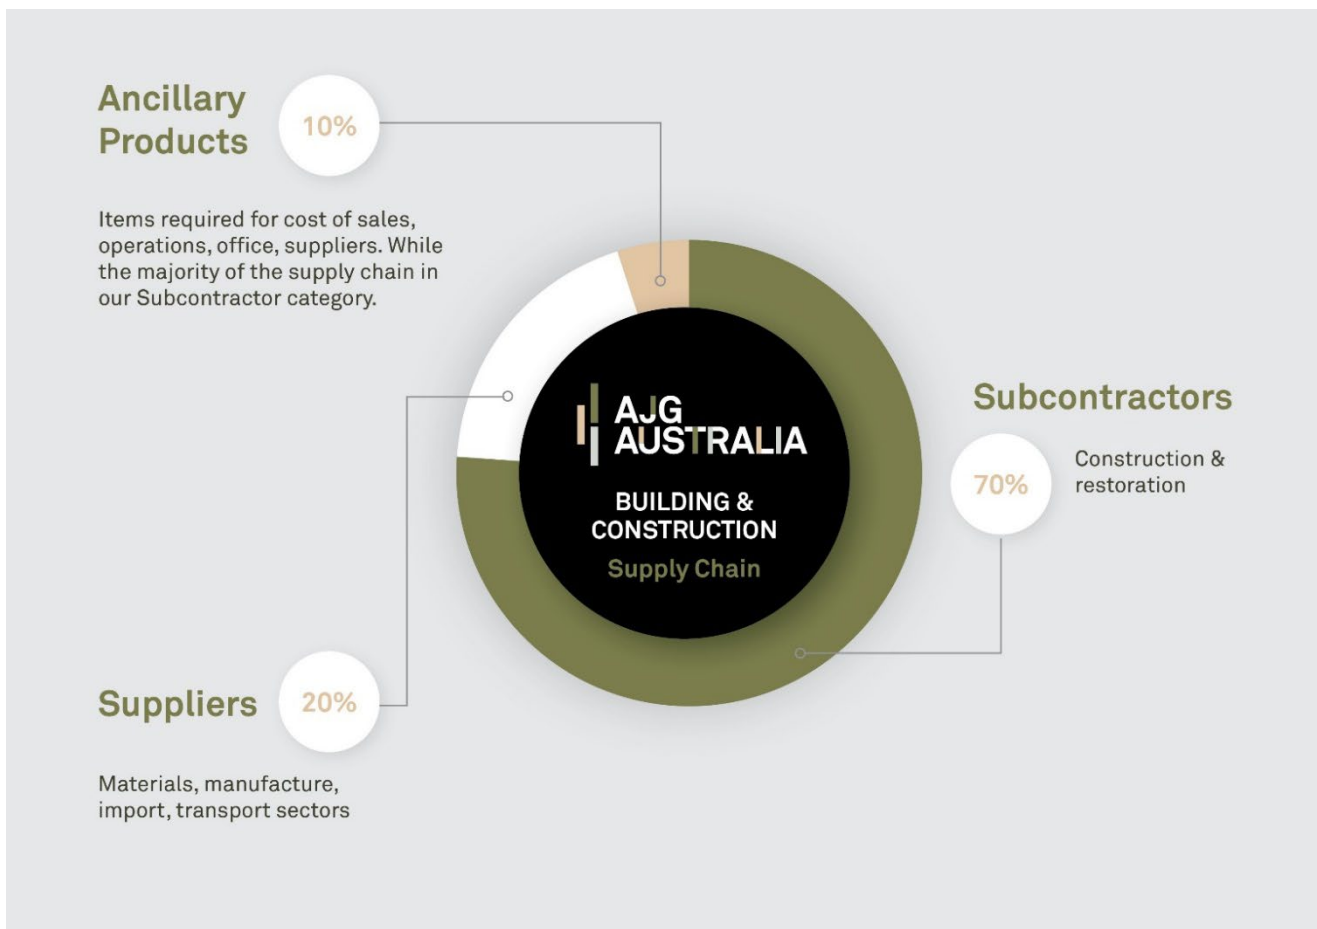 Ancillary
Products
10%
Items required for cost of sales,
operations, office, suppliers. While
the majority of the supply chain in
our Subcontractor category.
AJG
AUSTRALIA
BUILDING &
CONSTRUCTION
Supply Chain
Subcontractors
70%
Construction &
restoration
Suppliers
20%
Materials, manufacture,
import, transport sectors